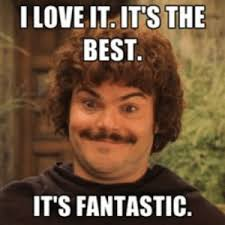 I LOVE IT. IT'S THE
BEST.
IT'S FANTASTIC.